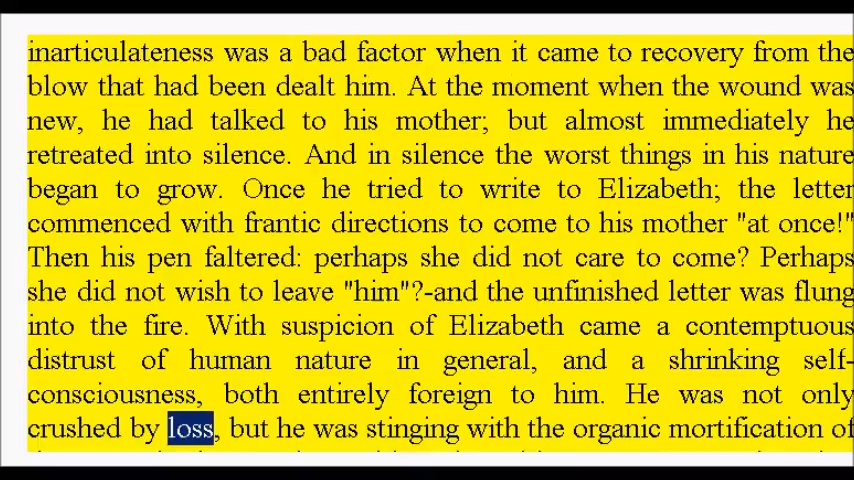 inarticulateness was a bad factor when it came to recovery from the
blow that had been dealt him. At the moment when the wound was
new, he had talked to his mother; but almost immediately he
retreated into silence. And in silence the worst things in his nature
began to grow. Once he tried to write to Elizabeth; the letter
commenced with frantic directions to come to his mother "at once!"
Then his pen faltered: perhaps she did not care to come? Perhaps
she did not wish to leave "him"?-and the unfinished letter was flung
into the fire. With suspicion of Elizabeth came a contemptuous
distrust of human nature in general, and a shrinking self-
consciousness, both entirely foreign to him. He was not only
crushed by loss, but he was stinging with the organic mortification of